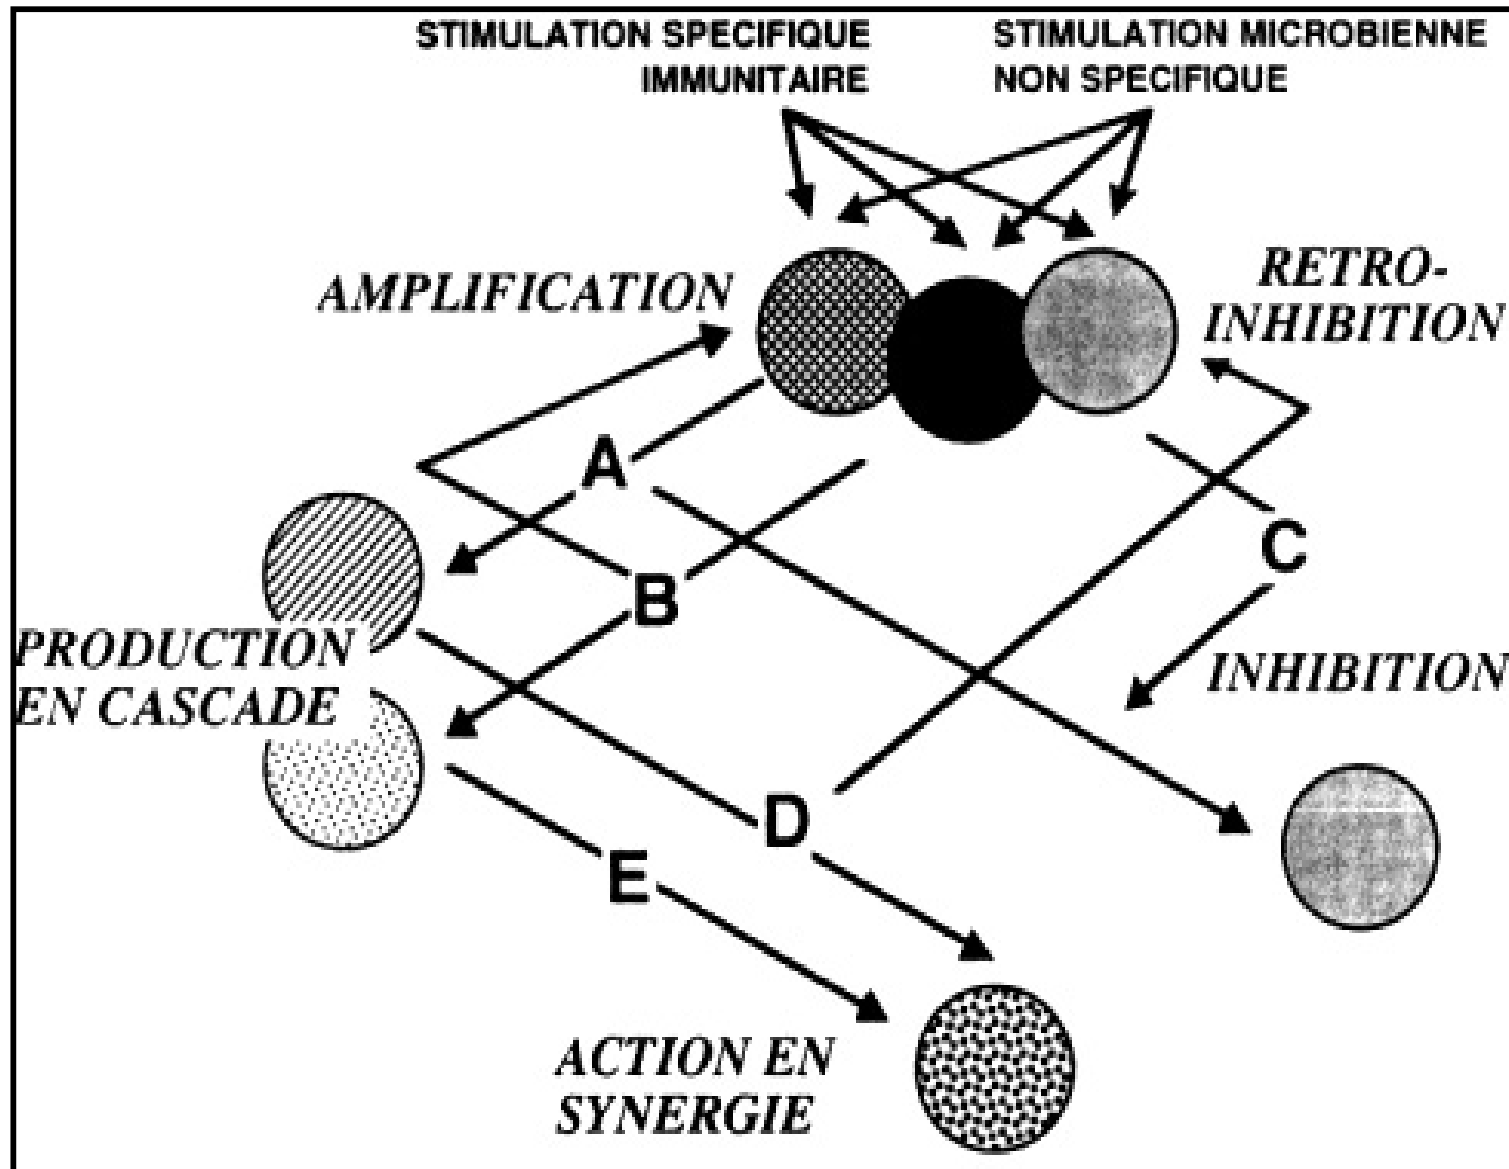 STIMULATION SPECIFIQUE
IMMUNITAIRE
STIMULATION MICROBIENNE
NON SPECIFIQUE
AMPLIFICATION
RETRO-
INHIBITION
A
C
B
PRODUCTION
EN CASCADE
INHIBITION
D
E
ACTION EN
SYNERGIE